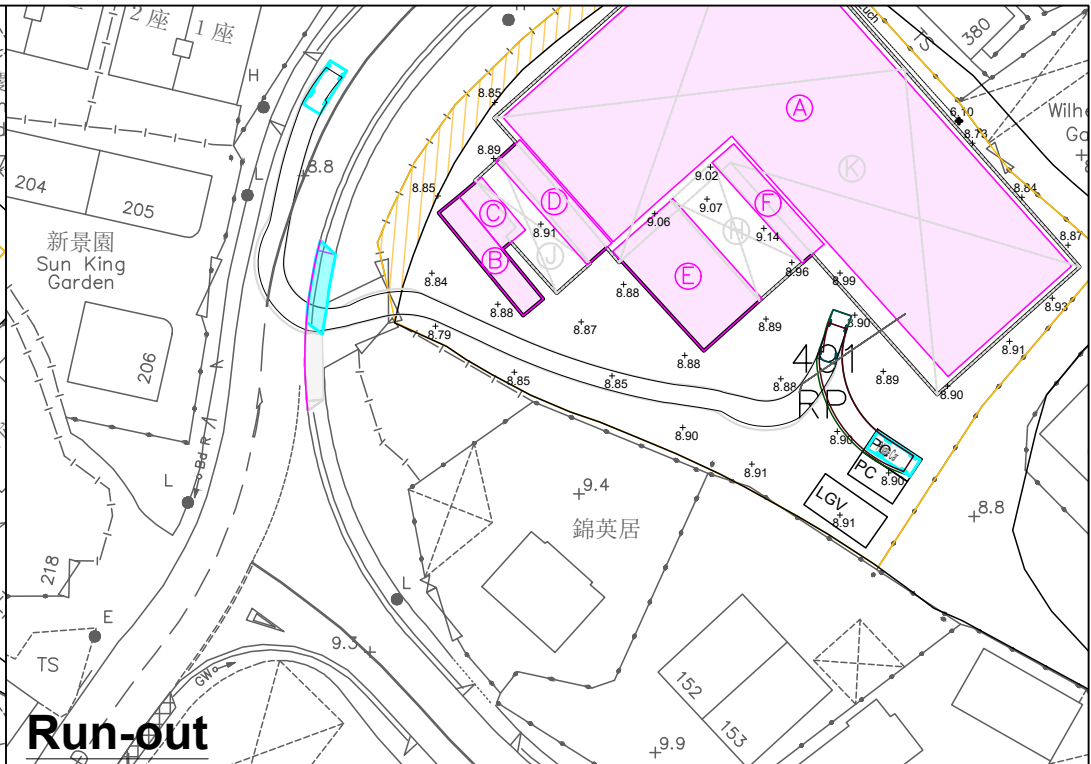 2座
1座
H
H
L
8.8
204
205
新景園
Sun King
Garden
206
Bd R
L
218
E
TS
GW
9.3
Run-out
8.85
8.89
8.85
8.84
8.88
8.79
8.87
8.88
8.85
8.85
8.88
8.88
8.89
8.90
8.91
9.4
錦英居
L
A
K
D
C
B
J
8.91
9.02
9.06
9.07
H
F
9.14
E
8.96
8.99
8.90
491
RP
8.89
8.90
8.90
8.91
8.93
8.87
8.84
8.73
6.10
TS
380
PC
PC
8.90
LGV
8.91
8.8
152
153
9.9